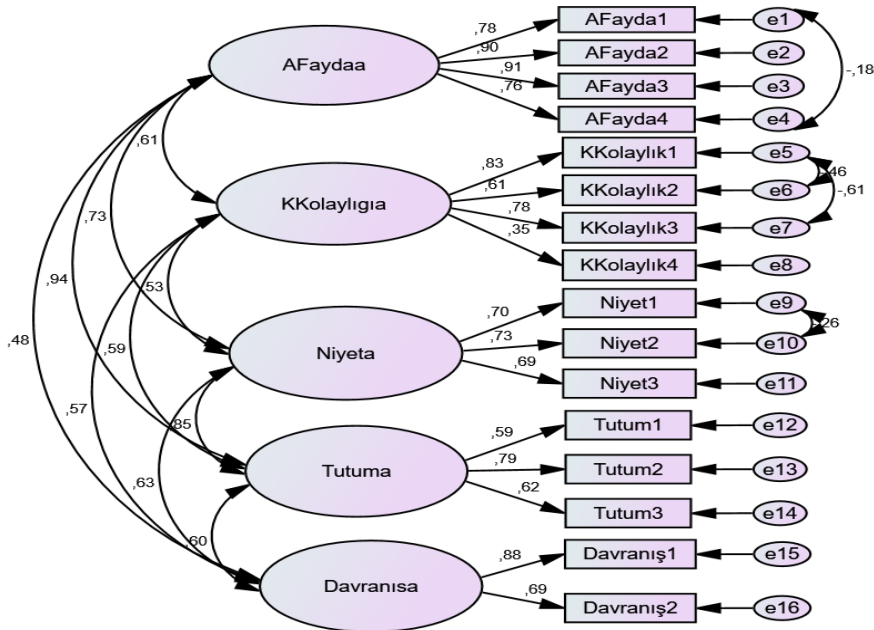 AFaydaa
,78
,90
,91
,76
AFayda1
e1
AFayda2
e2
AFayda3
e3
AFayda4
e4
-,18
,61
KKolaylıgıa
,83
,61
,78
,35
KKolaylık1
e5
KKolaylık2
e6
KKolaylık3
e7
KKolaylık4
e8
46
-,61
,73
,94
,53
,48
,59
Niyeta
,70
,73
,69
Niyet1
e9
Niyet2
e10
Niyet3
e11
26
,57
,85
Tutuma
,59
,79
,62
Tutum1
e12
Tutum2
e13
Tutum3
e14
,63
,60
Davranısa
,88
,69
Davranış1
e15
Davranış2
e16